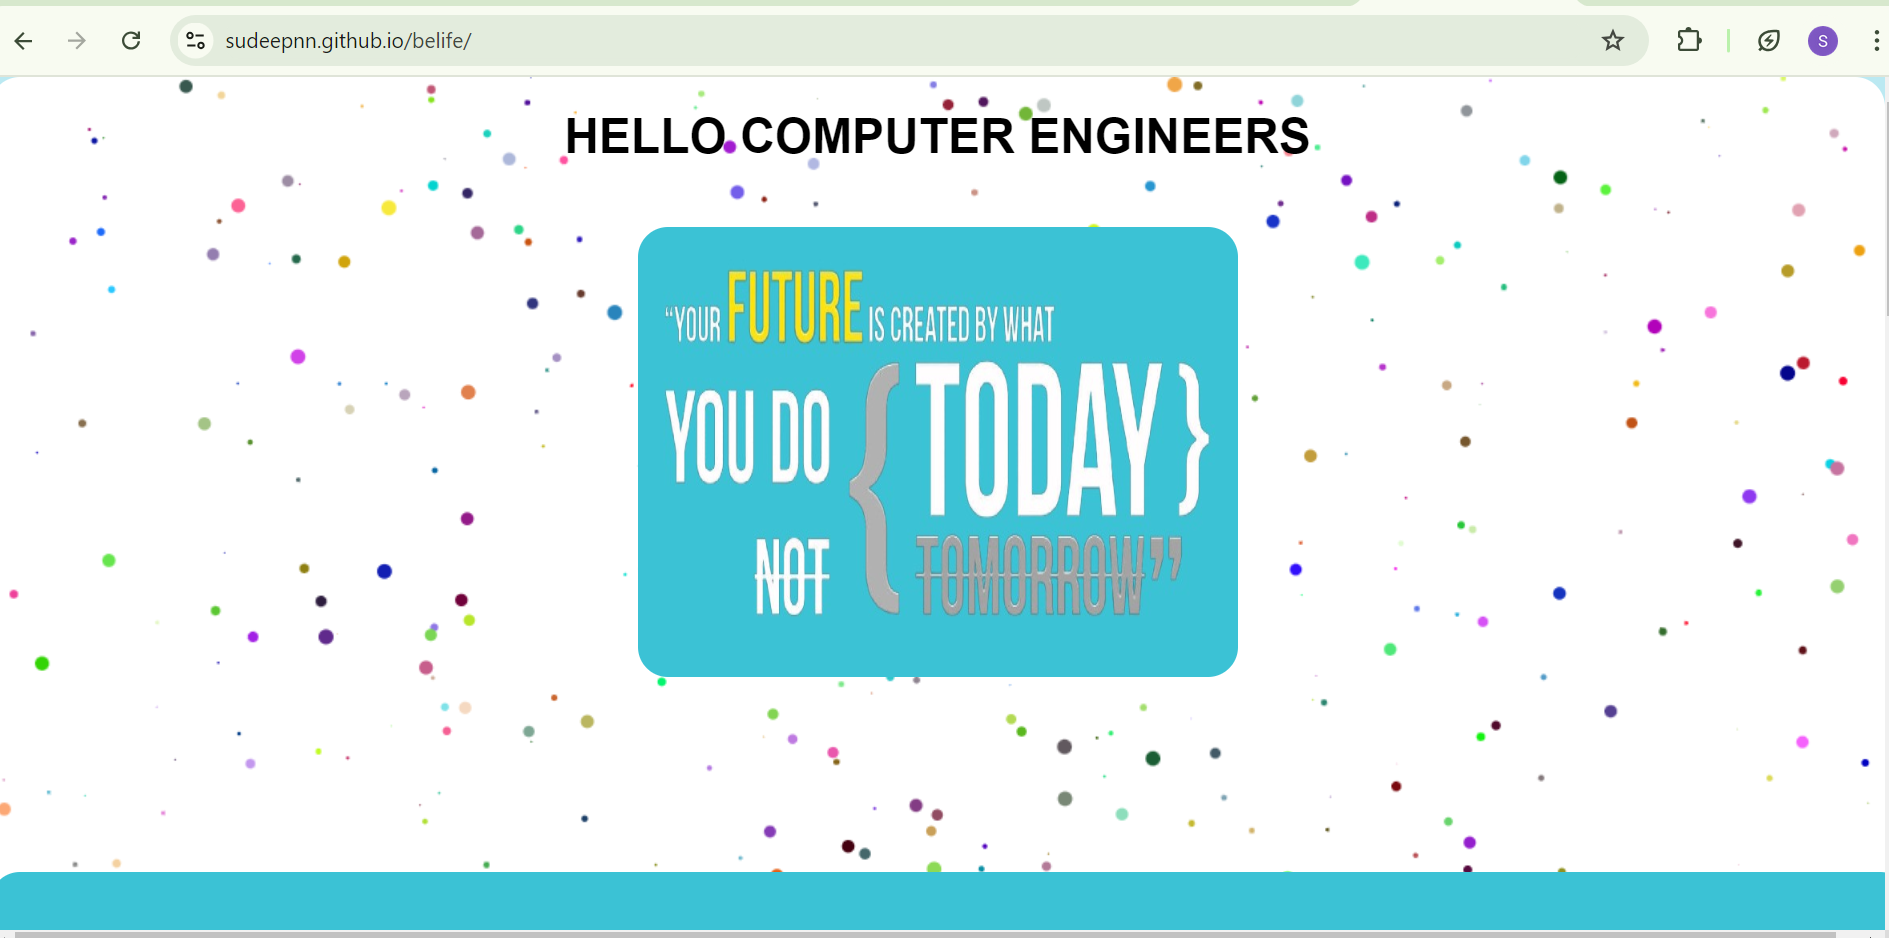 sudeepnn.github.io/belife/
S
HELLO COMPUTER ENGINEERS
“YOUR FUTURE IS CREATED BY WHAT
YOU DO { TODAY }
NOT TOMORROW”